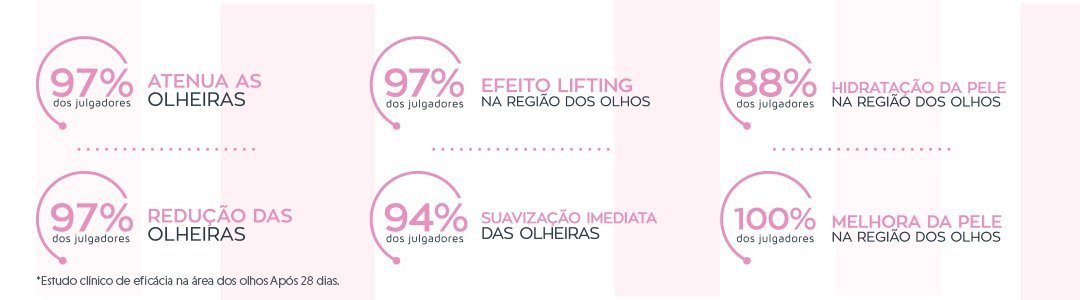 97%
dos julgadores
ATENUA AS
OLHEIRAS
97%
dos julgadores
EFEITO LIFTING
NA REGIÃO DOS OLHOS
88%
dos julgadores
HIDRATAÇÃO DA PELE
NA REGIÃO DOS OLHOS
97%
dos julgadores
REDUÇÃO DAS
OLHEIRAS
94%
dos julgadores
SUAVIZAÇÃO IMEDIATA
DAS OLHEIRAS
100%
dos julgadores
MELHORA DA PELE
NA REGIÃO DOS OLHOS
*Estudo clínico de eficácia na área dos olhos Após 28 dias.